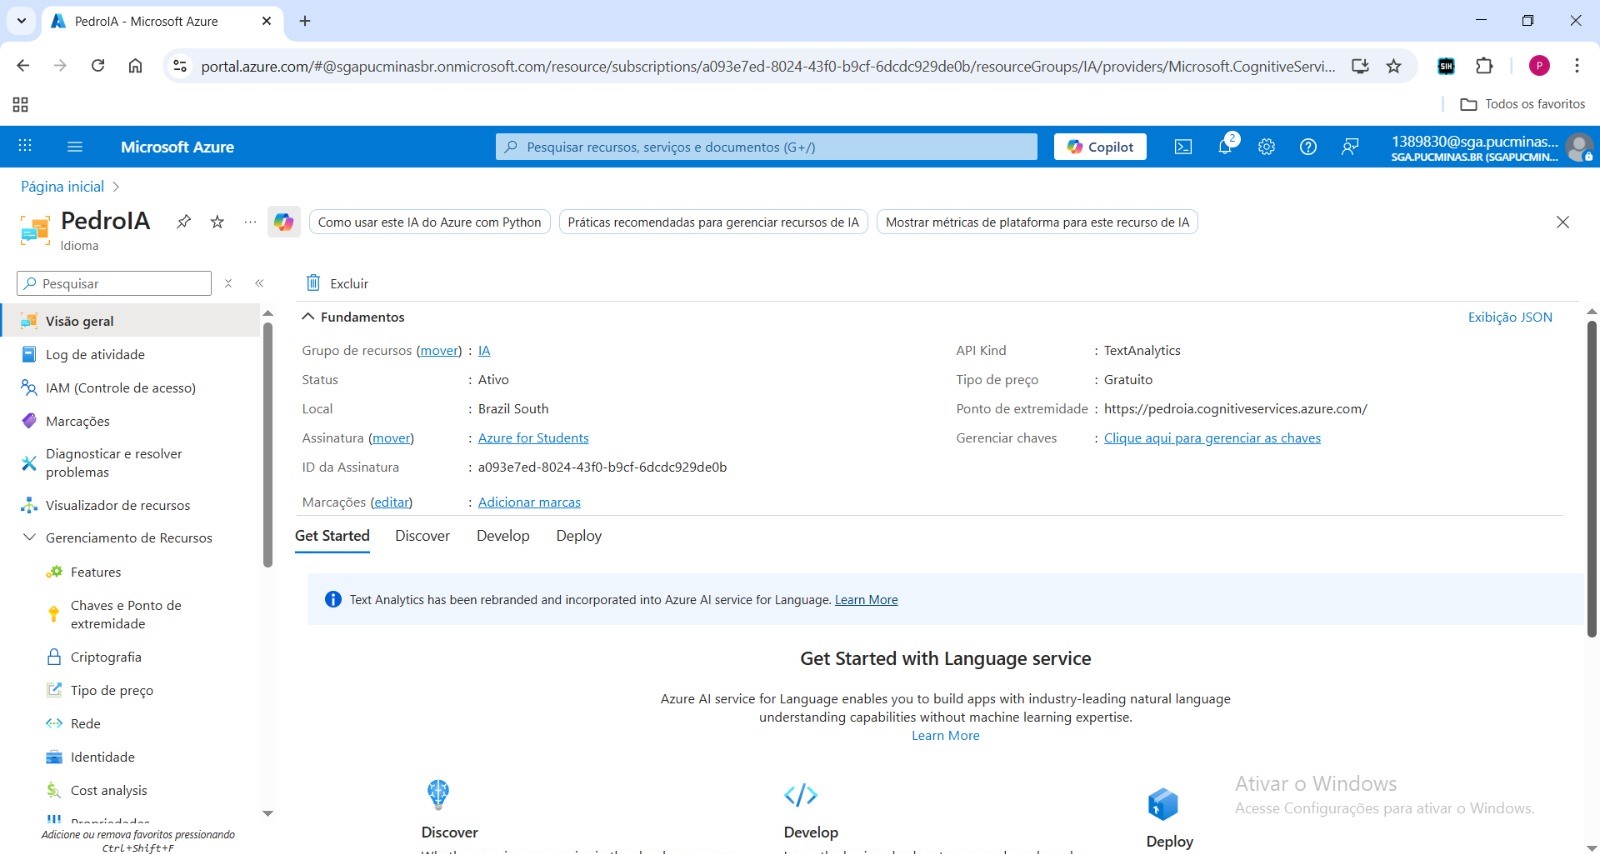 PedroIA - Microsoft Azure
portal.azure.com/#@sgapucminasbr.onmicrosoft.com/resource/subscriptions/a093e7ed-8024-43f0-b9cf-6dcdc929de0b/resourceGroups/IA/providers/Microsoft.CognitiveServi...
SIH
P
Todos os favoritos
Microsoft Azure
Pesquisar recursos, serviços e documentos (G+/)
Copilot
2
1389830@sga.pucminas...
SGA.PUCMINAS.BR (SGAPUCMIN...
Página inicial
PedroIA
Idioma
Como usar este IA do Azure com Python
Práticas recomendadas para gerenciar recursos de IA
Mostrar métricas de plataforma para este recurso de IA
Pesquisar
Visão geral
Log de atividade
IAM (Controle de acesso)
Marcações
Diagnosticar e resolver
problemas
Visualizador de recursos
Gerenciamento de Recursos
Features
Chaves e Ponto de
extremidade
Criptografia
Tipo de preço
Rede
Identidade
Cost analysis
Propriedades
Adicione ou remova favoritos pressionando
Ctrl+Shift+F
Excluir
Fundamentos
Exibição JSON
Grupo de recursos (mover) : IA
Status : Ativo
Local : Brazil South
Assinatura (mover) : Azure for Students
ID da Assinatura : a093e7ed-8024-43f0-b9cf-6dcdc929de0b
Marcações (editar) : Adicionar marcas
API Kind : TextAnalytics
Tipo de preço : Gratuito
Ponto de extremidade : https://pedroia.cognitiveservices.azure.com/
Gerenciar chaves : Clique aqui para gerenciar as chaves
Get Started Discover Develop Deploy
Text Analytics has been rebranded and incorporated into Azure AI service for Language. Learn More
Get Started with Language service
Azure AI service for Language enables you to build apps with industry-leading natural language
understanding capabilities without machine learning expertise.
Learn More
Discover
Develop
Deploy
Ativar o Windows
Acesse Configurações para ativar o Windows.